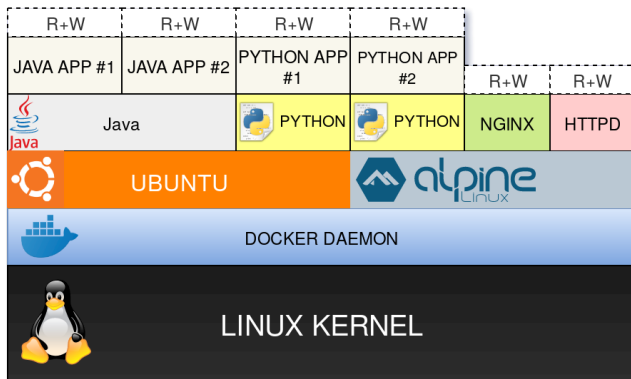 R+W
R+W
R+W
R+W
JAVA APP #1
JAVA APP #2
PYTHON APP
#1
PYTHON APP
#2
R+W
R+W
Java
Java
PYTHON
PYTHON
NGINX
HTTPD
UBUNTU
alpine
LINUX
DOCKER DAEMON
LINUX KERNEL